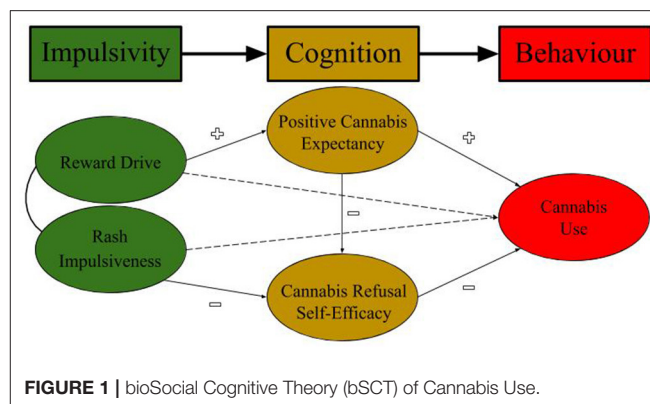 Impulsivity
Cognition
Behaviour
+
Positive Cannabis
Expectancy
+
Reward Drive
−
Cannabis
Use
Rash
Impulsiveness
−
Cannabis Refusal
Self-Efficacy
−
FIGURE 1 | bioSocial Cognitive Theory (bSCT) of Cannabis Use.